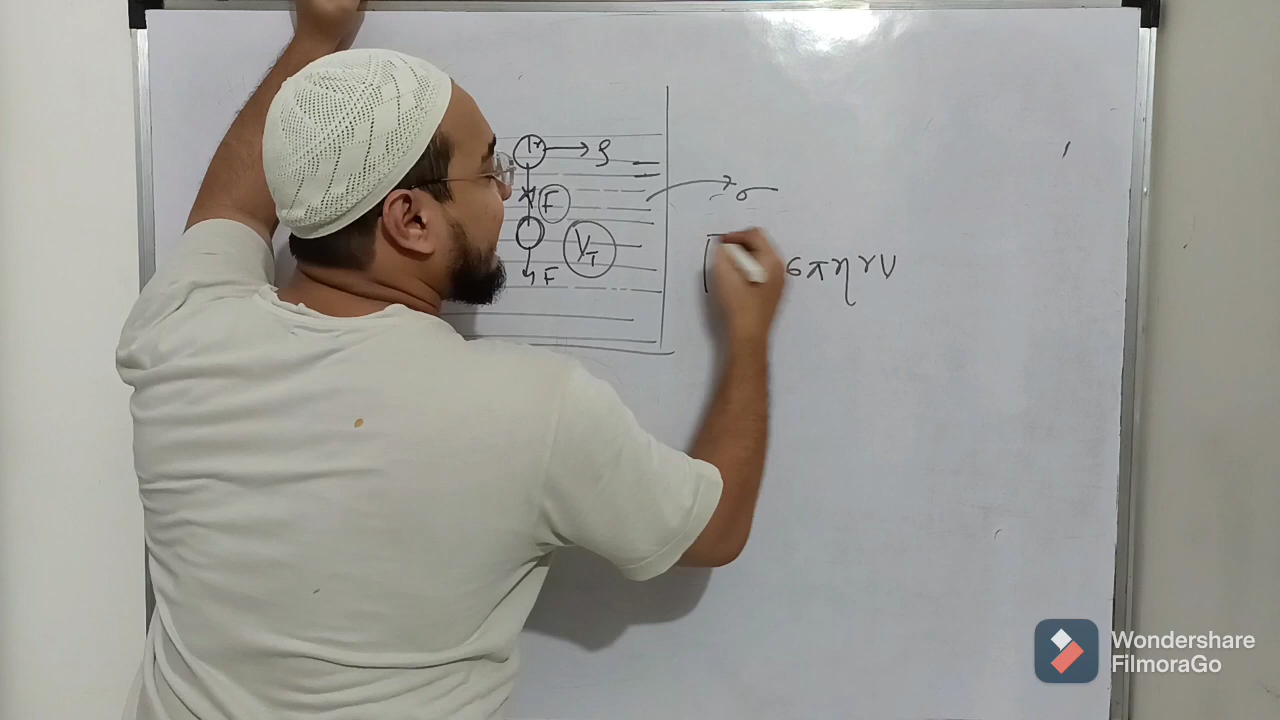 r → ρ
F
→ σ
V_T
F
6πηrV
Wondershare
FilmoraGo